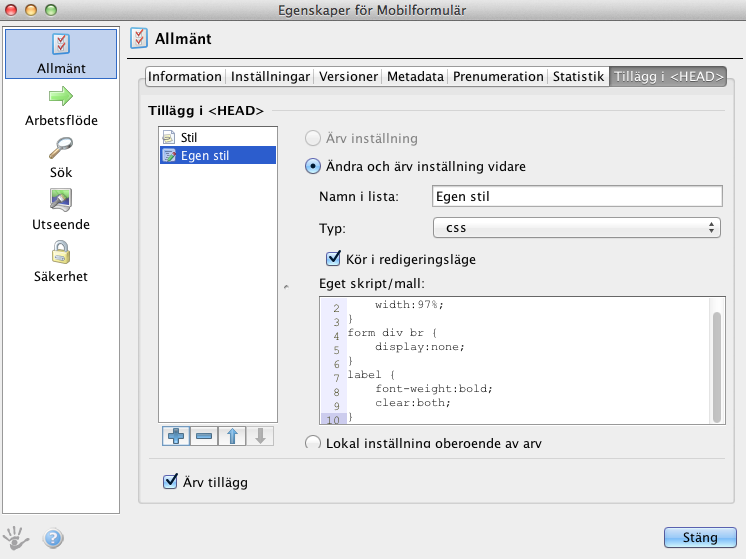 Egenskaper för Mobilformulär
Allmänt
Arbetsflöde
Sök
Utseende
Säkerhet
Allmänt
Information Inställningar Versioner Metadata Prenumeration Statistik Tillägg i <HEAD>
Tillägg i <HEAD>
Stil
Egen stil
Ärv inställning
Ändra och ärv inställning vidare
Namn i lista: Egen stil
Typ: css
Kör i redigeringsläge
Eget skript/mall:
2 width:97%;
3 }
4 form div br {
5 display:none;
6 }
7 label {
8 font-weight:bold;
9 clear:both;
10 }
Lokal inställning oberoende av arv
Ärv tillägg
Stäng